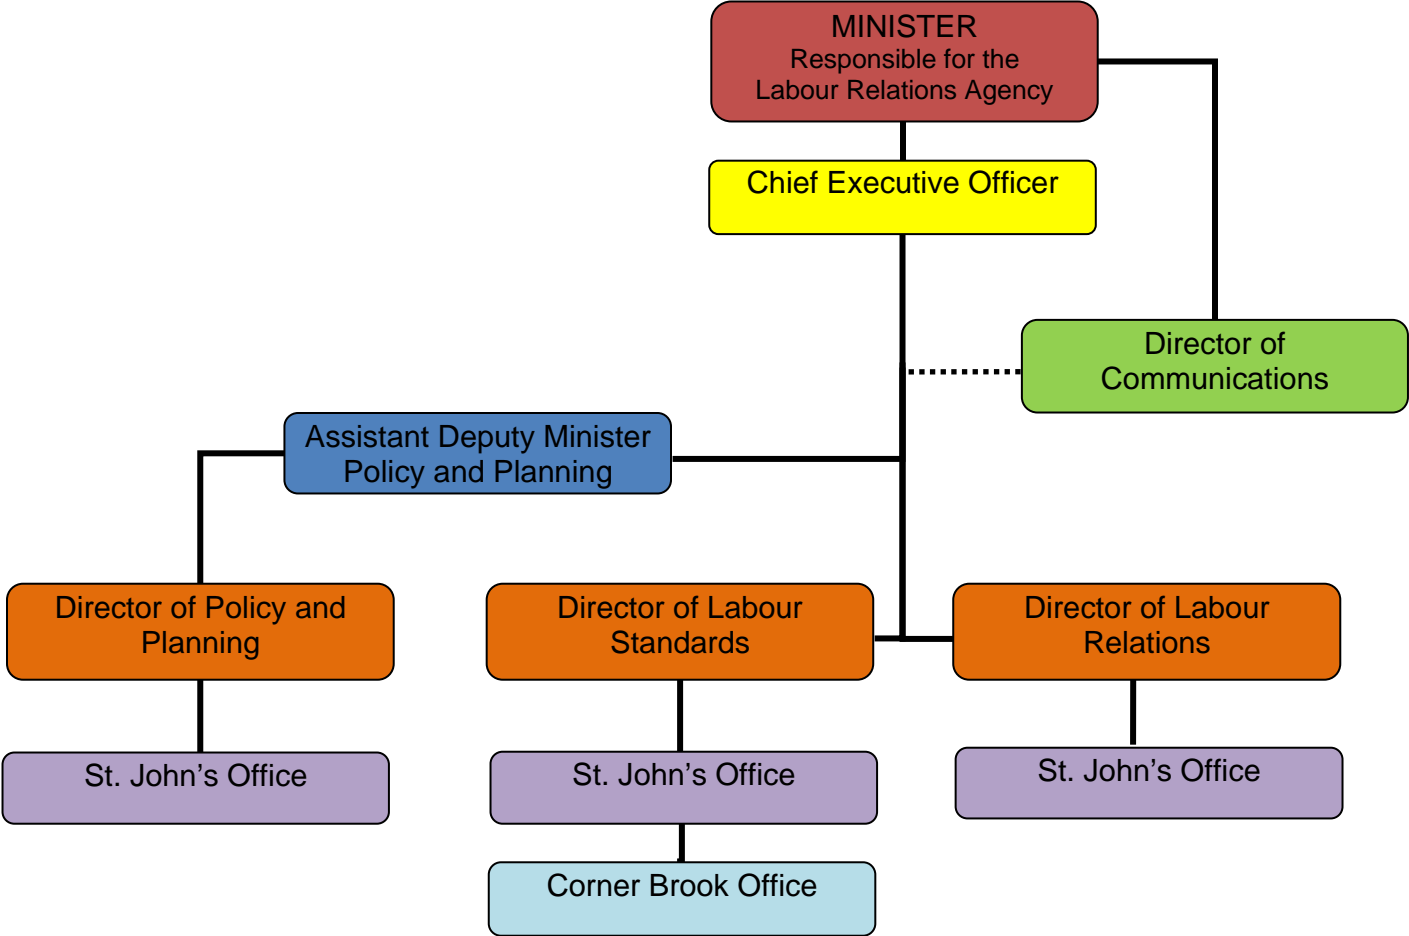 MINISTER
Responsible for the
Labour Relations Agency
Chief Executive Officer
Director of
Communications
Assistant Deputy Minister
Policy and Planning
Director of Policy and
Planning
Director of Labour
Standards
Director of Labour
Relations
St. John’s Office
St. John’s Office
St. John’s Office
Corner Brook Office